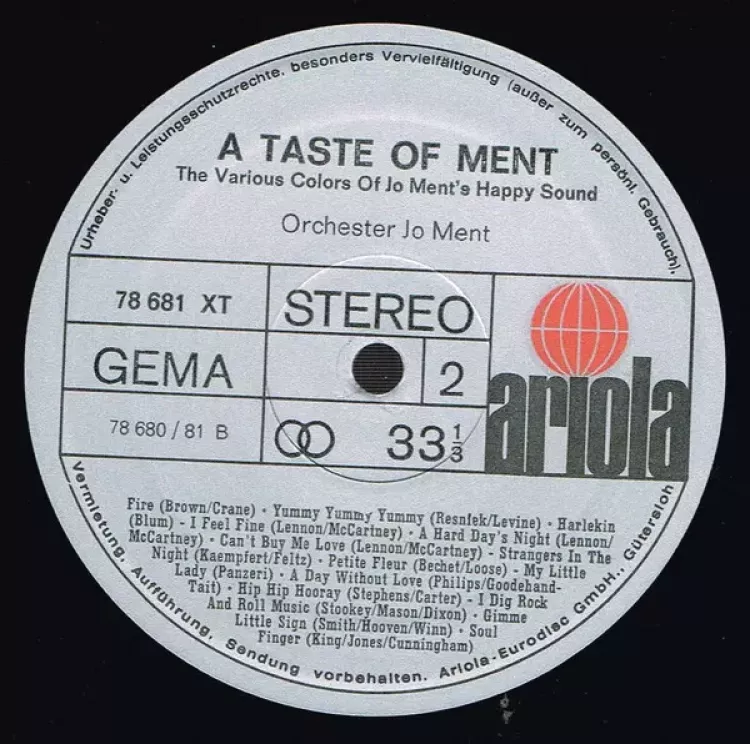 Urheber- u. Leistungsschutzrechte, besonders Vervielfältigung (außer zum persönl. Gebrauch),
A TASTE OF MENT
The Various Colors Of Jo Ment's Happy Sound
Orchester Jo Ment
78 681 XT
STEREO
GEMA
2
78 680 / 81 B
33 1/3
ariola
Fire (Brown/Crane) · Yummy Yummy Yummy (Resnfek/Levine) · Harlekin
(Blum) - I Feel Fine (Lennon/McCartney) · A Hard Day's Night (Lennon/
McCartney) · Can't Buy Me Love (Lennon/McCartney) - Strangers In The
Night (Kaempfert/Feltz) · Petite Fleur (Bechet/Loose) - My Little
Lady (Panzeri) · A Day Without Love (Philips/Goodehand-
Tait) · Hip Hip Hooray (Stephens/Carter) - I Dig Rock
And Roll Music (Stookey/Mason/Dixon) · Gimme
Little Sign (Smith/Hooven/Winn) · Soul
Finger (King/Jones/Cunningham)
Vermietung, Aufführung, Sendung vorbehalten. Ariola-Eurodisc GmbH., Gütersloh